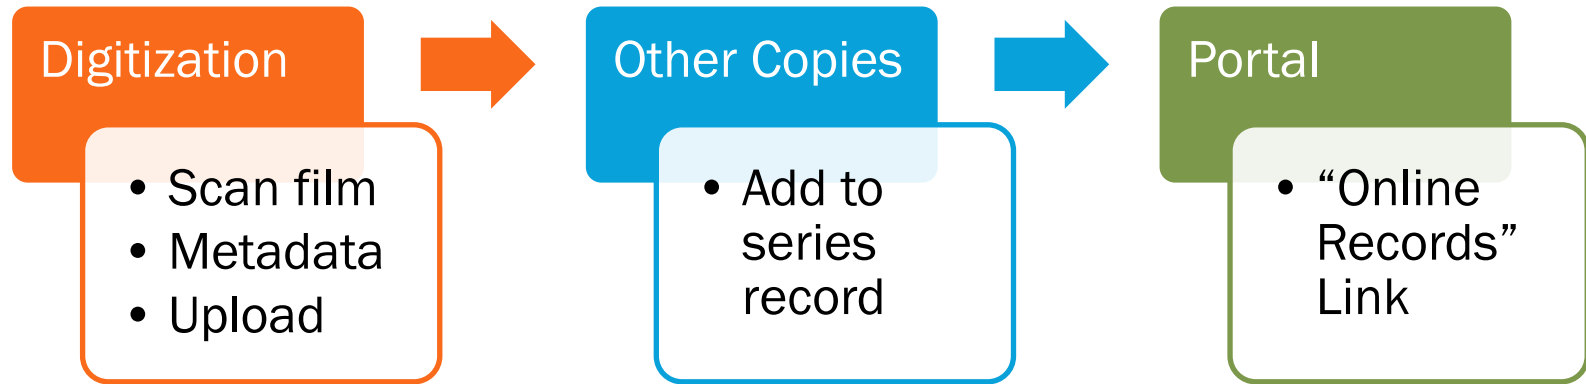 Digitization
• Scan film
• Metadata
• Upload
Other Copies
• Add to
series
record
Portal
• “Online
Records”
Link